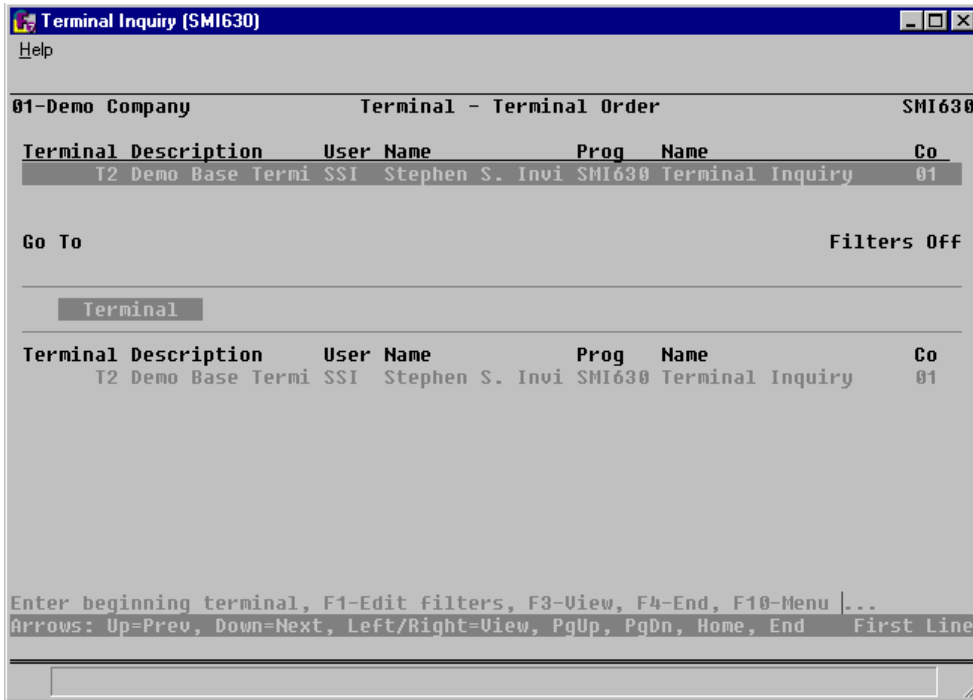 Terminal Inquiry (SMI630)
Help
01-Demo Company Terminal - Terminal Order SMI630
Terminal Description User Name Prog Name Co
T2 Demo Base Termi SSI Stephen S. Invi SMI630 Terminal Inquiry 01
Go To Filters Off
Terminal
Terminal Description User Name Prog Name Co
T2 Demo Base Termi SSI Stephen S. Invi SMI630 Terminal Inquiry 01
Enter beginning terminal, F1-Edit filters, F3-View, F4-End, F10-Menu ...
Arrows: Up=Prev, Down=Next, Left/Right=View, PgUp, PgDn, Home, End First Line